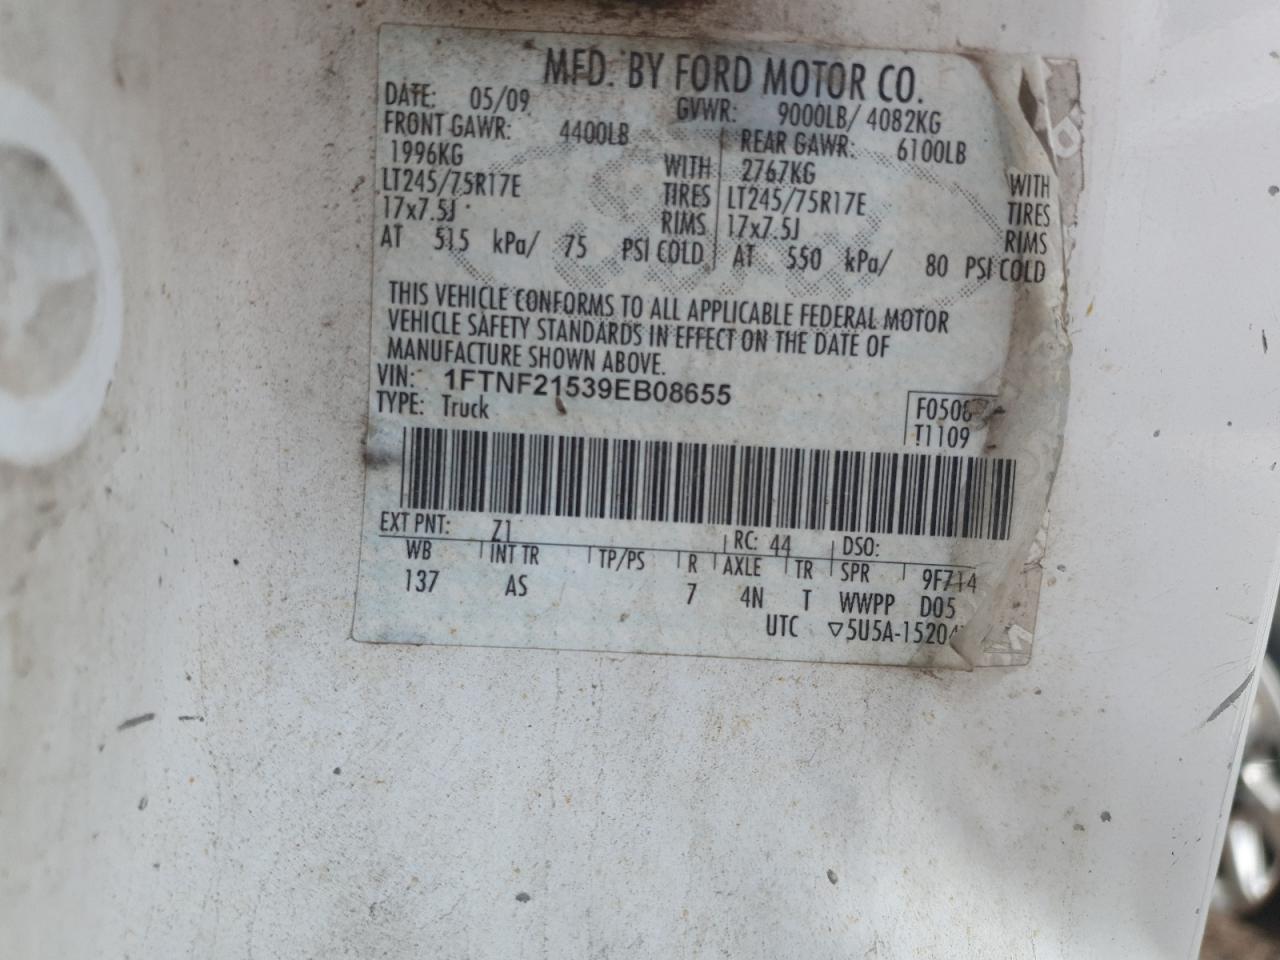 MFD. BY FORD MOTOR CO.
DATE: 05/09 GVWR: 9000LB/ 4082KG
FRONT GAWR: 4400LB REAR GAWR: 6100LB
1996KG WITH 2767KG WITH
LT245/75R17E TIRES LT245/75R17E TIRES
17x7.5J RIMS 17x7.5J RIMS
AT 515 kPa/ 75 PSI COLD AT 550 kPa/ 80 PSI COLD
THIS VEHICLE CONFORMS TO ALL APPLICABLE FEDERAL MOTOR
VEHICLE SAFETY STANDARDS IN EFFECT ON THE DATE OF
MANUFACTURE SHOWN ABOVE.
VIN: 1FTNF21539EB08655
TYPE: Truck
T1109
EXT PNT: Z1 RC: 44 DSO:
WB INT TR TP/PS R AXLE TR SPR 9F714
137 AS 7 4N T WWPP D05
UTC